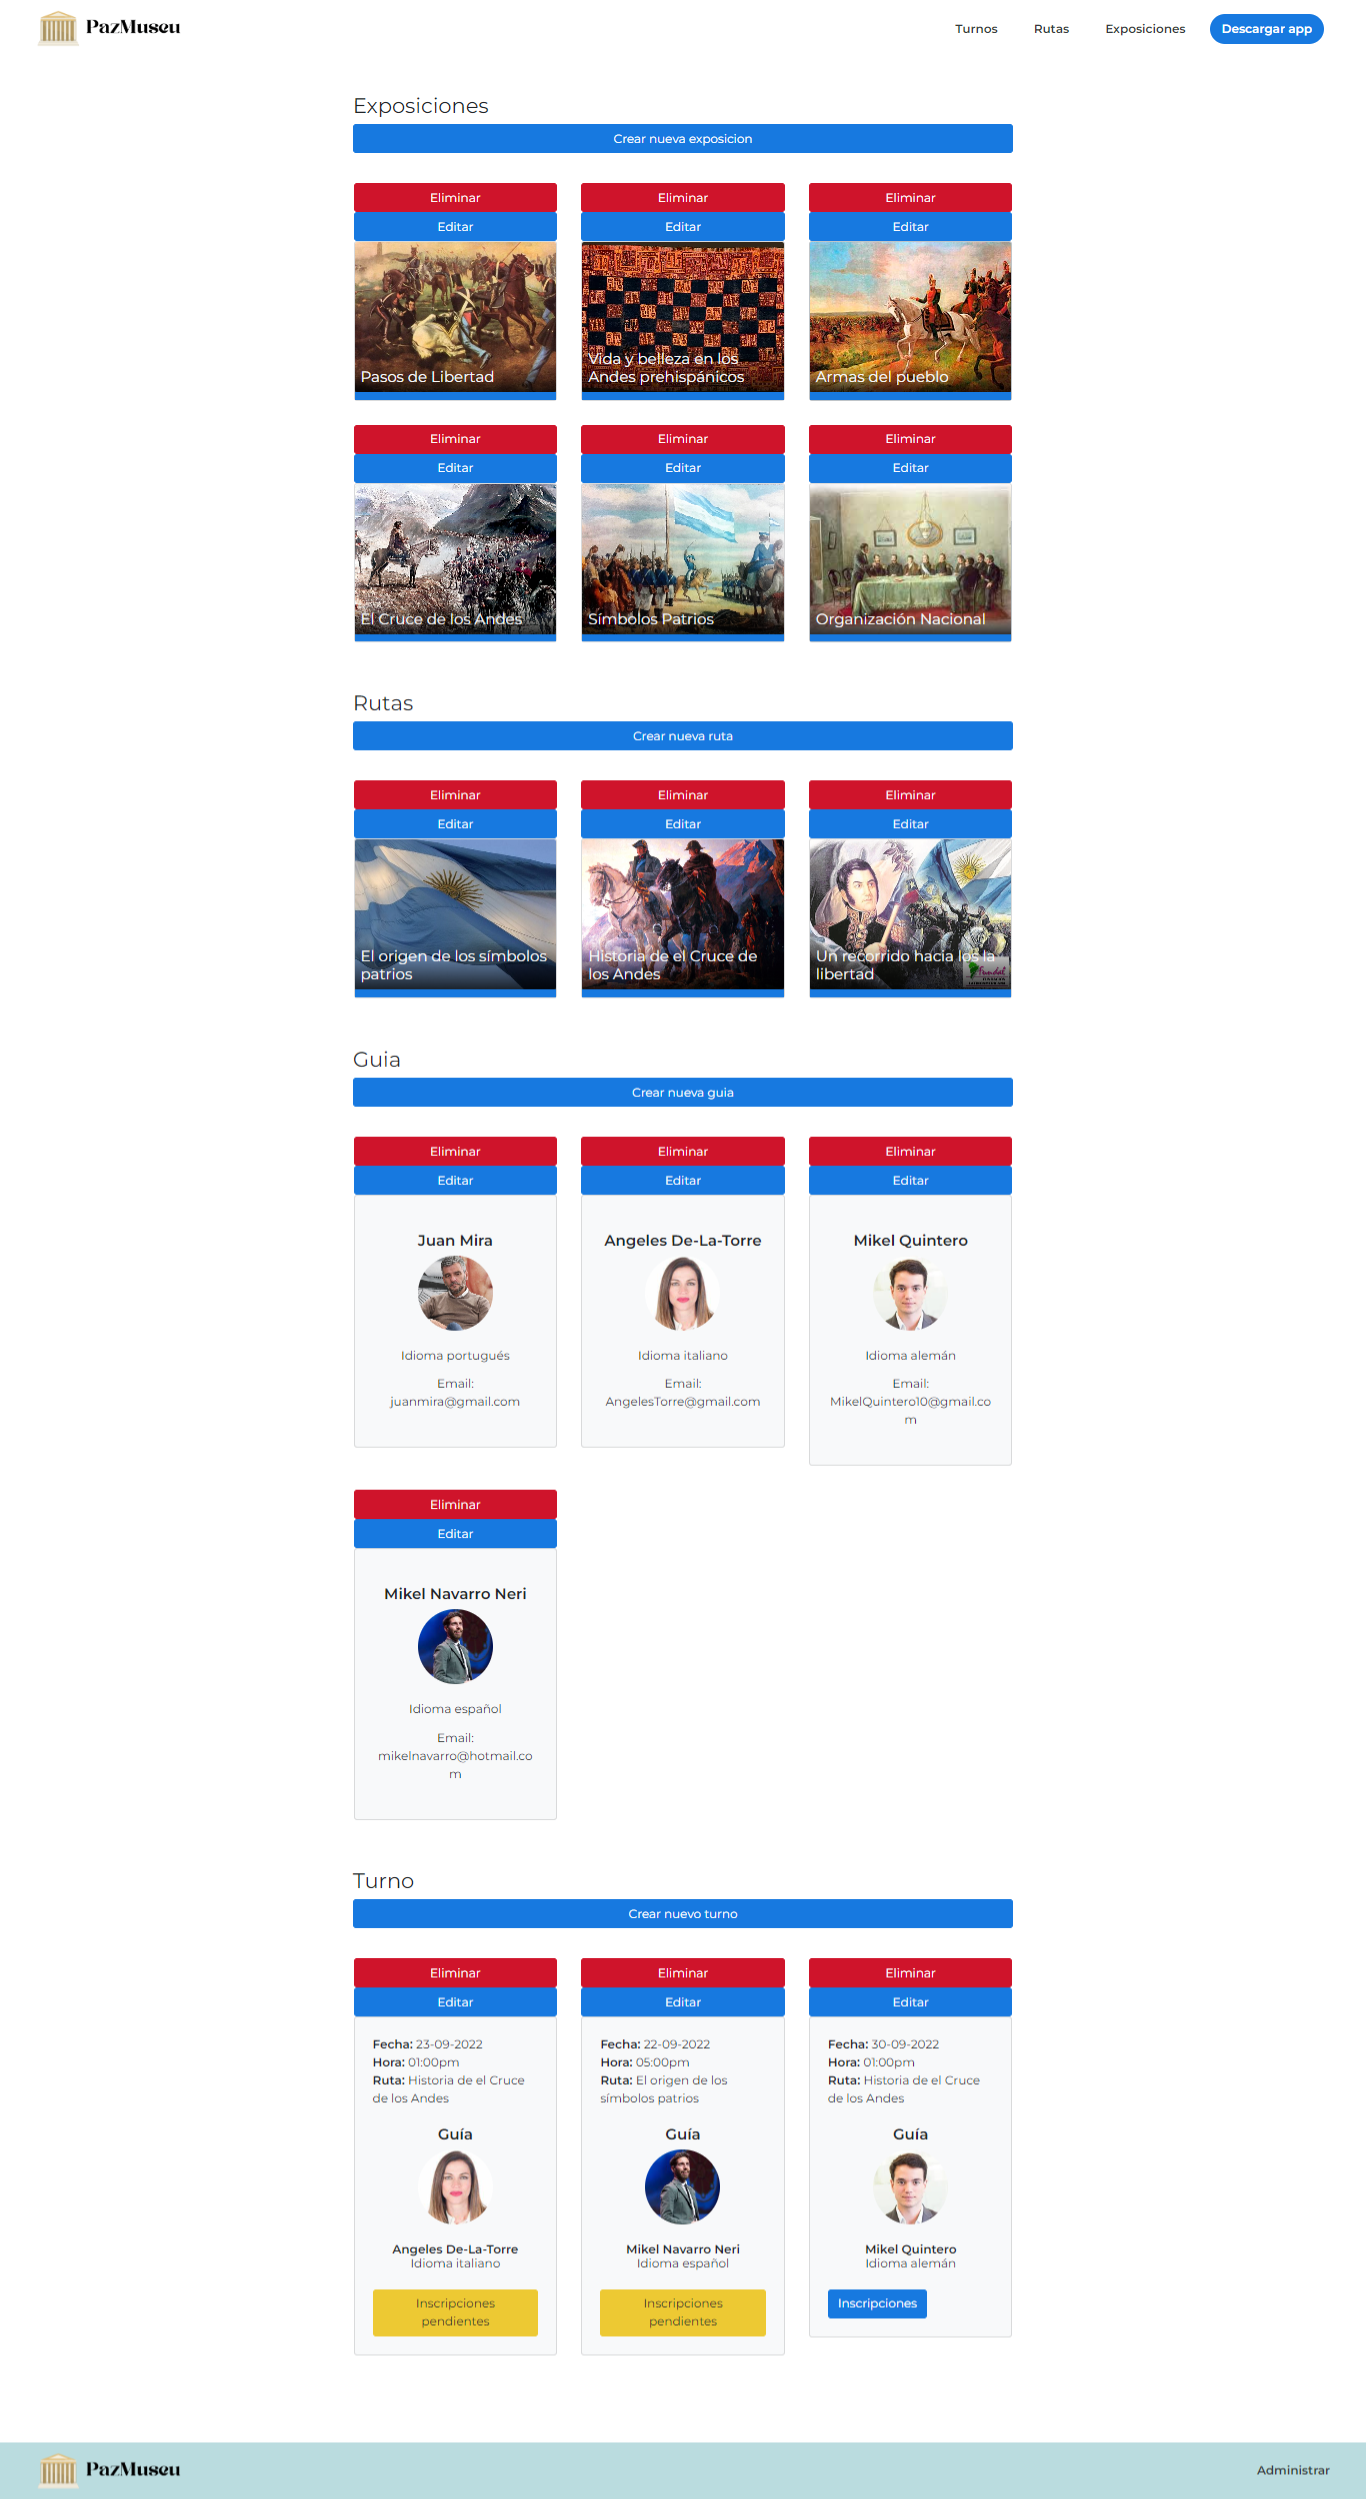 PazMuseu
Turnos
Rutas
Exposiciones
Descargar app
Exposiciones
Crear nueva exposicion
Eliminar
Eliminar
Eliminar
Editar
Editar
Editar
Pasos de Libertad
Vida y belleza en los
Andes prehispánicos
Armas del pueblo
Eliminar
Eliminar
Eliminar
Editar
Editar
Editar
El Cruce de los Andes
Símbolos Patrios
Organización Nacional
Rutas
Crear nueva ruta
Eliminar
Eliminar
Eliminar
Editar
Editar
Editar
El origen de los símbolos
patrios
Historia de el Cruce de
los Andes
Un recorrido hacia los la
libertad
Guia
Crear nueva guia
Eliminar
Eliminar
Eliminar
Editar
Editar
Editar
Juan Mira
Idioma portugués
Email:
juanmira@gmail.com
Angeles De-La-Torre
Idioma italiano
Email:
AngelesTorre@gmail.com
Mikel Quintero
Idioma alemán
Email:
MikelQuintero10@gmail.co
m
Eliminar
Editar
Mikel Navarro Neri
Idioma español
Email:
mikelnavarro@hotmail.co
m
Turno
Crear nuevo turno
Eliminar
Eliminar
Eliminar
Editar
Editar
Editar
Fecha: 23-09-2022
Hora: 01:00pm
Ruta: Historia de el Cruce
de los Andes
Guía
Angeles De-La-Torre
Idioma italiano
Inscripciones
pendientes
Fecha: 22-09-2022
Hora: 05:00pm
Ruta: El origen de los
símbolos patrios
Guía
Mikel Navarro Neri
Idioma español
Inscripciones
pendientes
Fecha: 30-09-2022
Hora: 01:00pm
Ruta: Historia de el Cruce
de los Andes
Guía
Mikel Quintero
Idioma alemán
Inscripciones
PazMuseu
Administrar